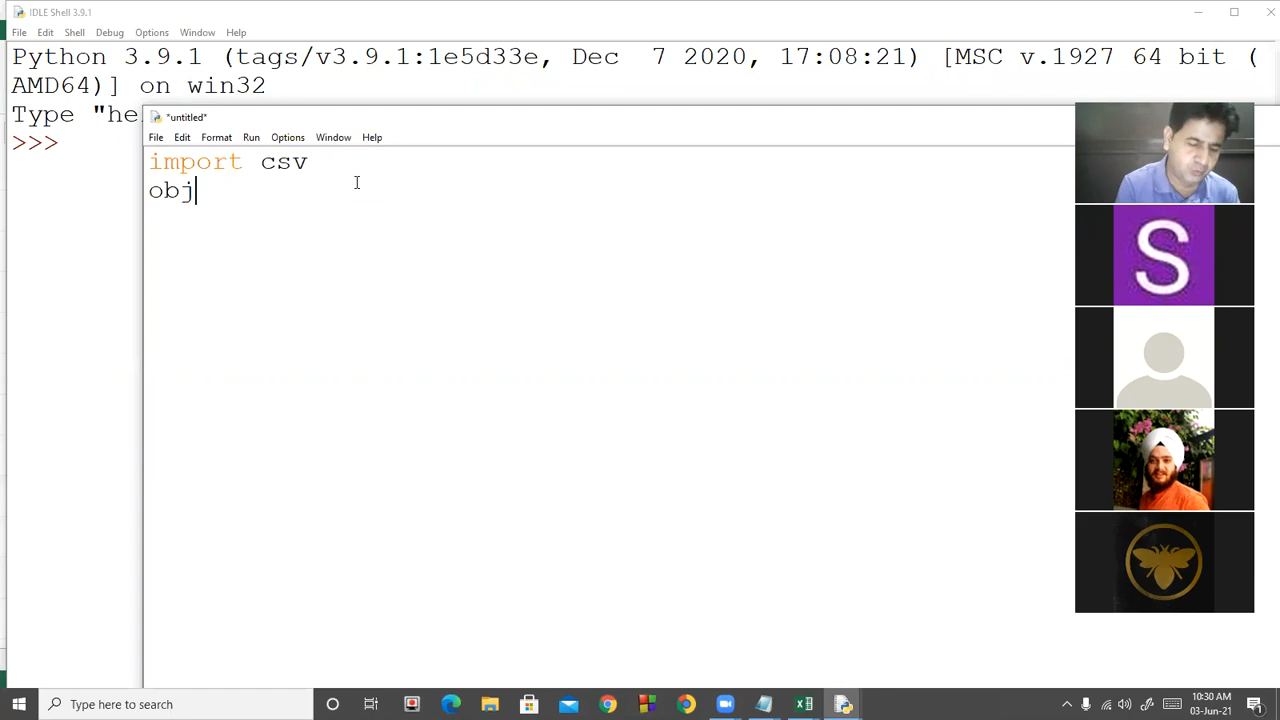 IDLE Shell 3.9.1
File Edit Shell Debug Options Window Help
Python 3.9.1 (tags/v3.9.1:1e5d33e, Dec  7 2020, 17:08:21) [MSC v.1927 64 bit (
AMD64)] on win32
Type "he
>>>
*untitled*
File Edit Format Run Options Window Help
import csv
obj
S
Type here to search
10:30 AM
03-Jun-21
1